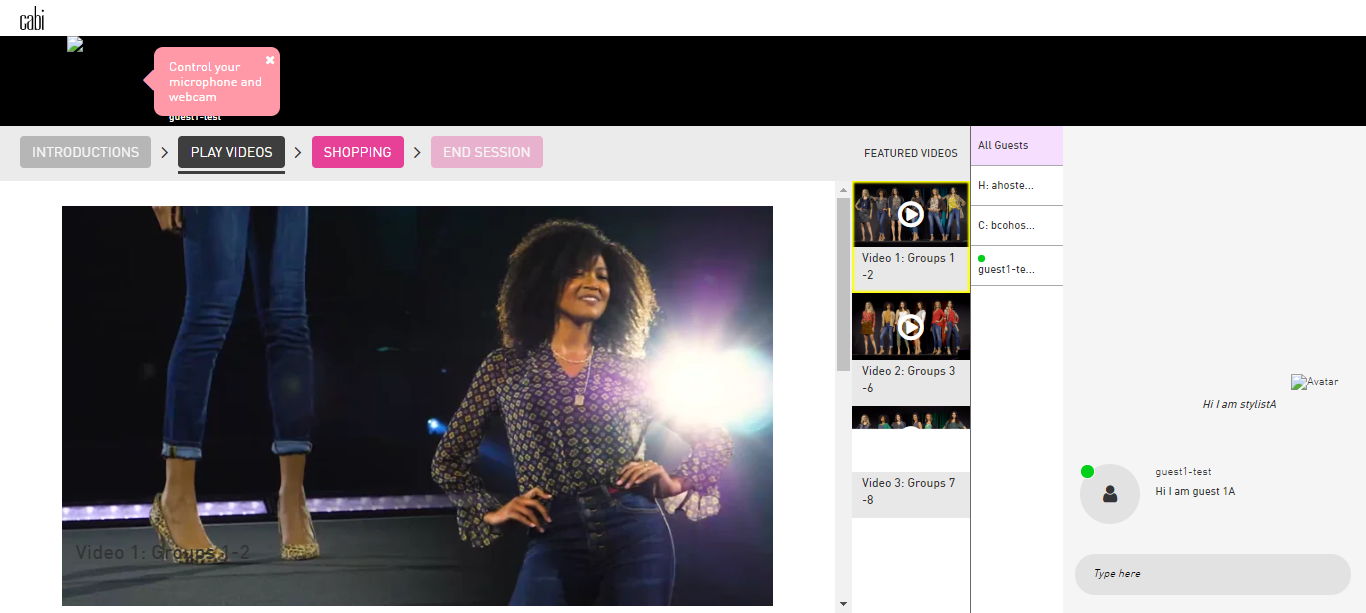 cabi
Control your
microphone and
webcam
guest1-test
INTRODUCTIONS
PLAY VIDEOS
SHOPPING
END SESSION
FEATURED VIDEOS
Video 1: Groups 1
-2
Video 2: Groups 3
-6
Video 3: Groups 7
-8
Video 1: Groups 1-2
All Guests
H: ahoste...
C: bcohos...
guest1-te...
Avatar
Hi I am stylistA
guest1-test
Hi I am guest 1A
Type here